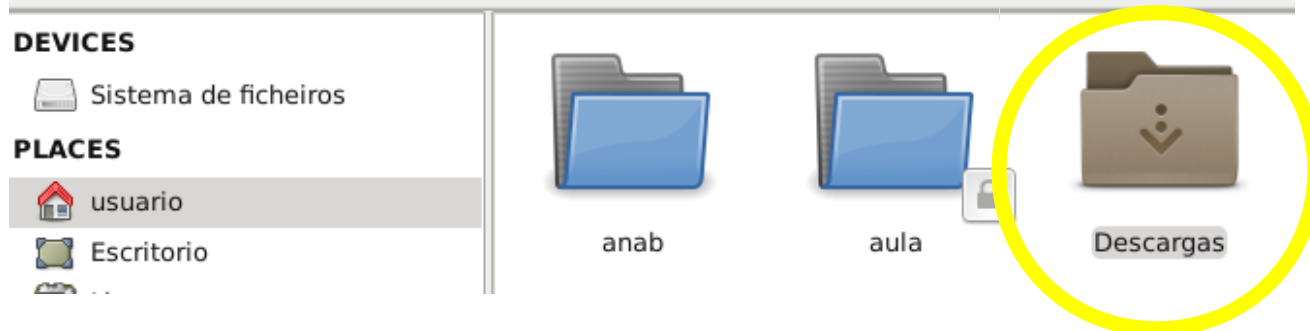 DEVICES
Sistema de ficheiros
PLACES
usuario
Escritorio
anab
aula
Descargas